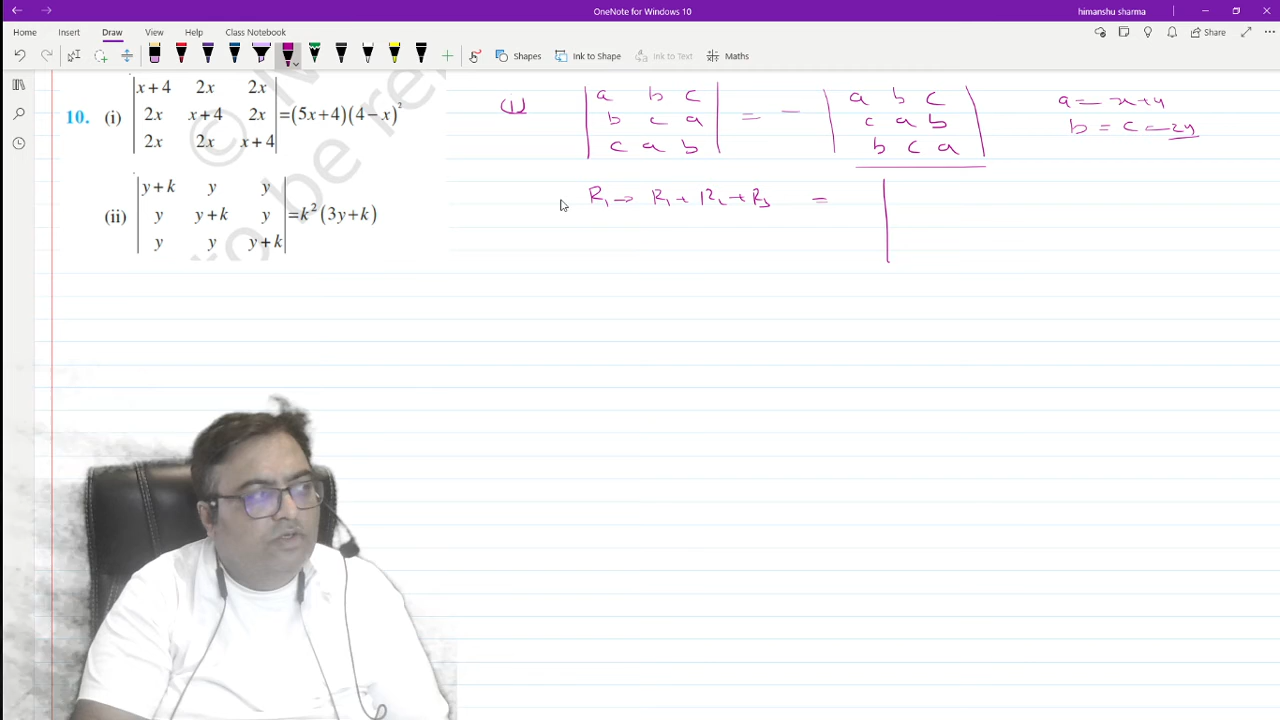 OneNote for Windows 10
himanshu sharma
Home Insert Draw View Help Class Notebook
Share
Shapes Ink to Shape Ink to Text Maths
10. (i) |x+4 2x 2x|
|2x x+4 2x| =(5x+4)(4−x)²
|2x 2x x+4|
(ii) |y+k y y|
|y y+k y| =k²(3y+k)
|y y y+k|
(1) |a b c| = − |a b c|
|b c a| |c a b|
|c a b| |b c a|
a = x+4
b = c = 2y
R₁ → R₁ + R₂ + R₃ = |